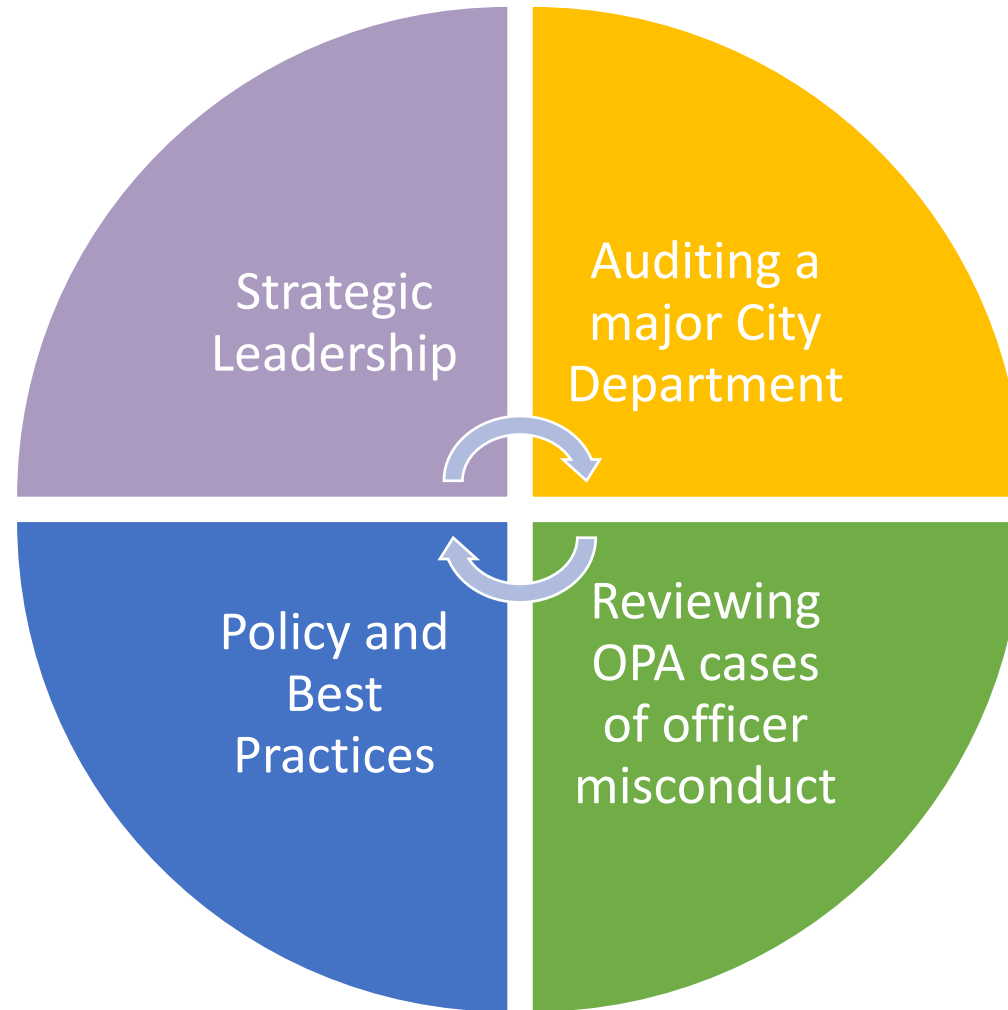 Strategic
Leadership
Auditing a
major City
Department
Policy and
Best
Practices
Reviewing
OPA cases
of officer
misconduct